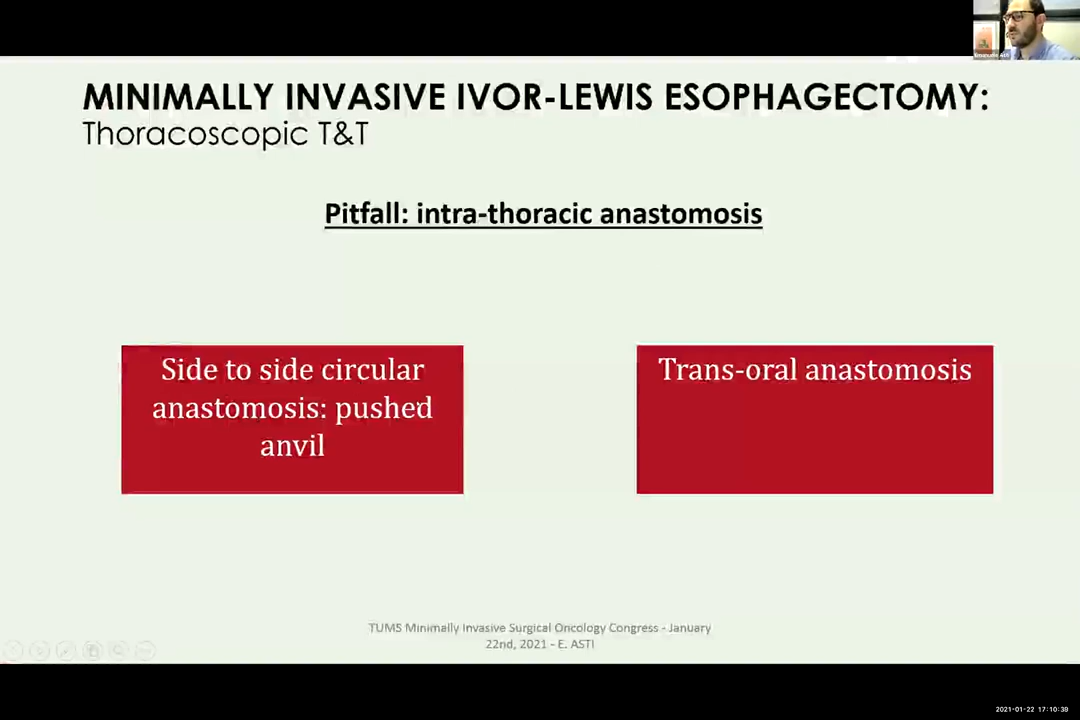 MINIMALLY INVASIVE IVOR-LEWIS ESOPHAGECTOMY:
Thoracoscopic T&T
Pitfall: intra-thoracic anastomosis
Side to side circular
anastomosis: pushed
anvil
Trans-oral anastomosis
TUMS Minimally Invasive Surgical Oncology Congress - January
22nd, 2021 - E. ASTI
2021-01-22 17:10:39